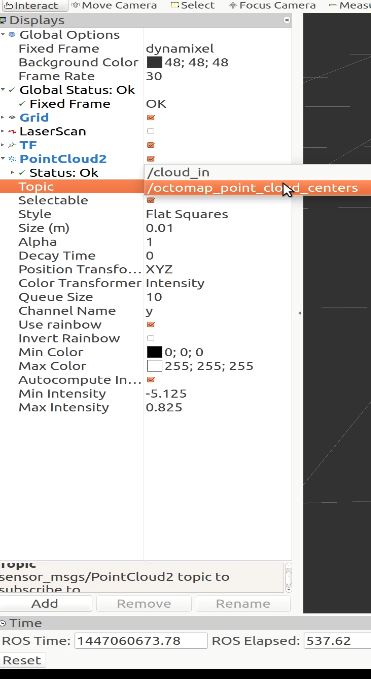 Interact Move Camera Select Focus Camera Measu
Displays
Global Options
Fixed Frame dynamixel
Background Color 48; 48; 48
Frame Rate 30
Global Status: Ok
Fixed Frame OK
Grid
LaserScan
TF
PointCloud2
Status: Ok /cloud_in
Topic /octomap_point_cloud_centers
Selectable
Style Flat Squares
Size (m) 0.01
Alpha 1
Decay Time 0
Position Transfo... XYZ
Color Transformer Intensity
Queue Size 10
Channel Name y
Use rainbow
Invert Rainbow
Min Color 0; 0; 0
Max Color 255; 255; 255
Autocompute In...
Min Intensity -5.125
Max Intensity 0.825
Topic
sensor_msgs/PointCloud2 topic to
subscribe to
Add Remove Rename
Time
ROS Time: 1447060673.78 ROS Elapsed: 537.62
Reset